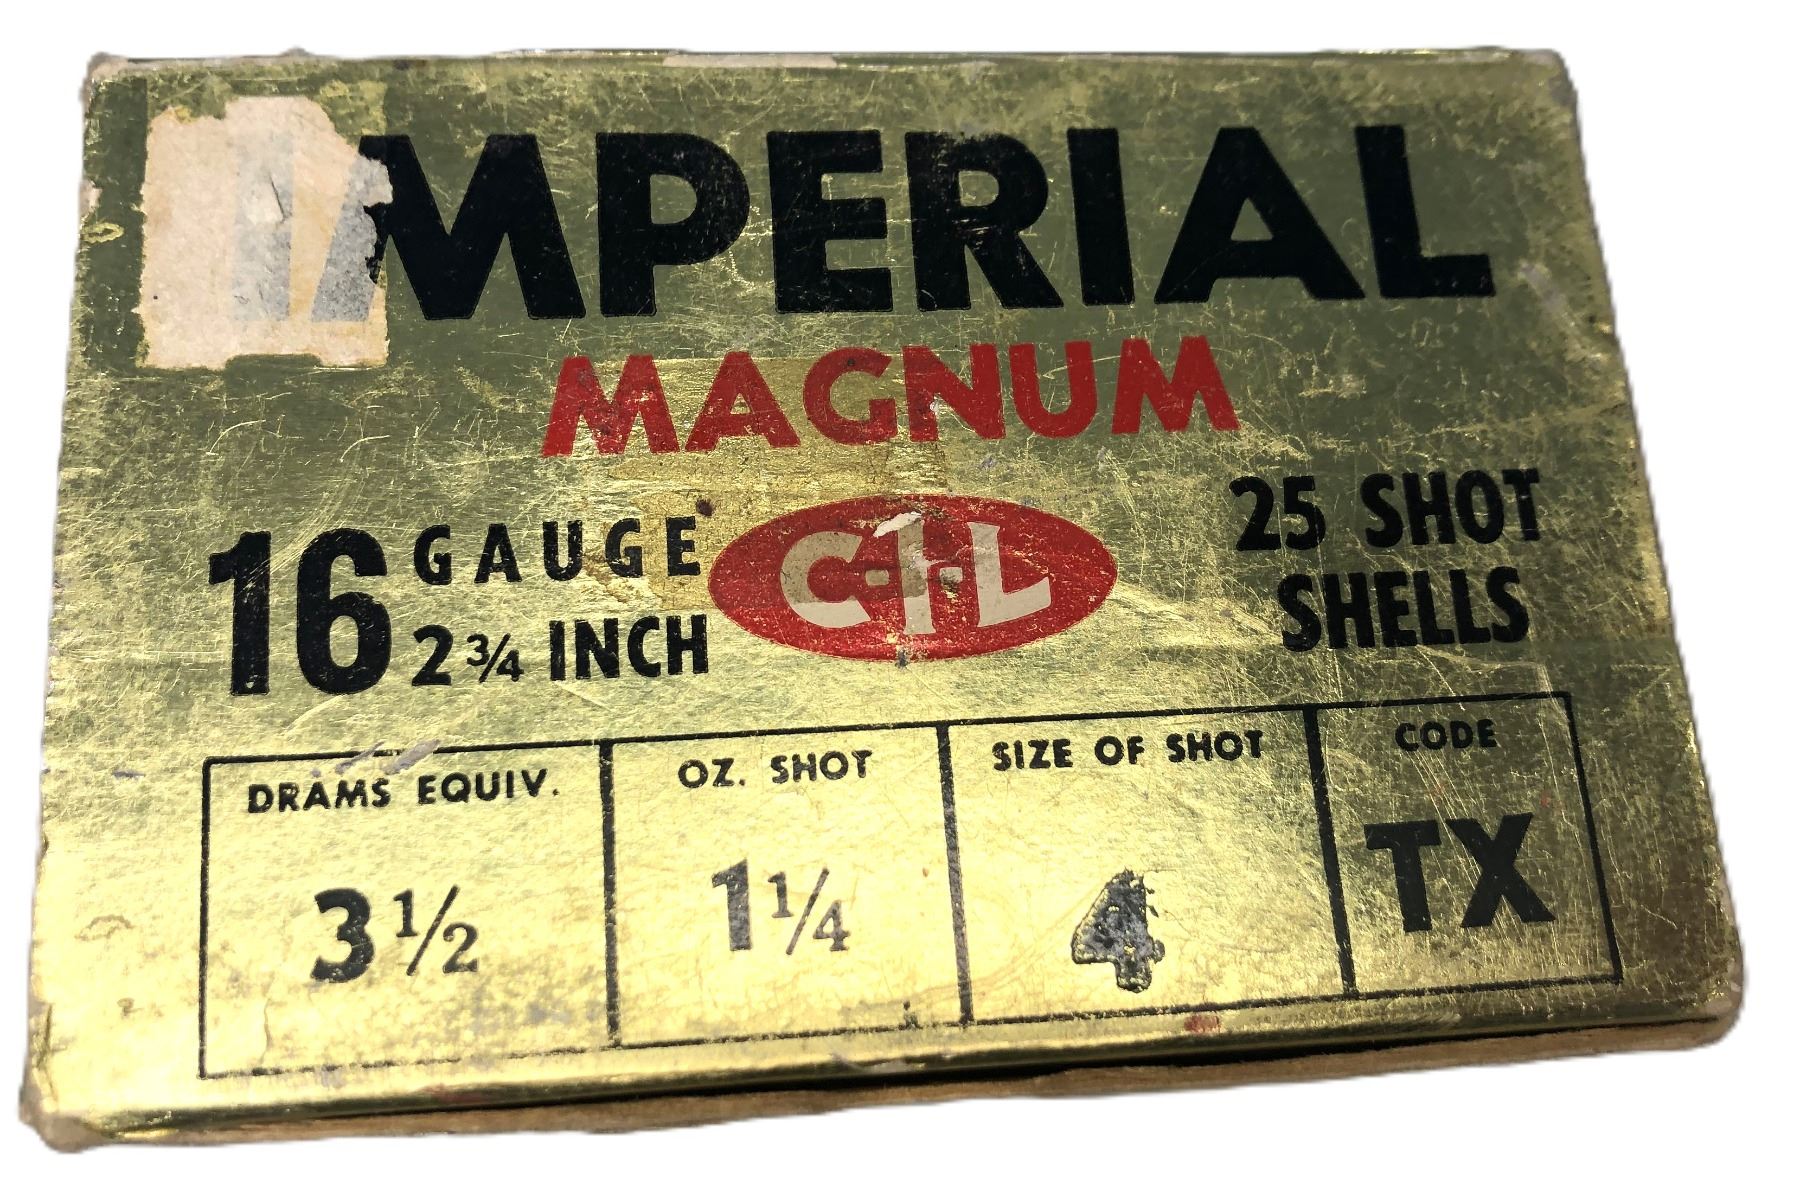 IMPERIAL
MAGNUM
16 GAUGE
2 3/4 INCH
C-I-L
25 SHOT
SHELLS
DRAMS EQUIV.
3 1/2
OZ. SHOT
1 1/4
SIZE OF SHOT
4
CODE
TX